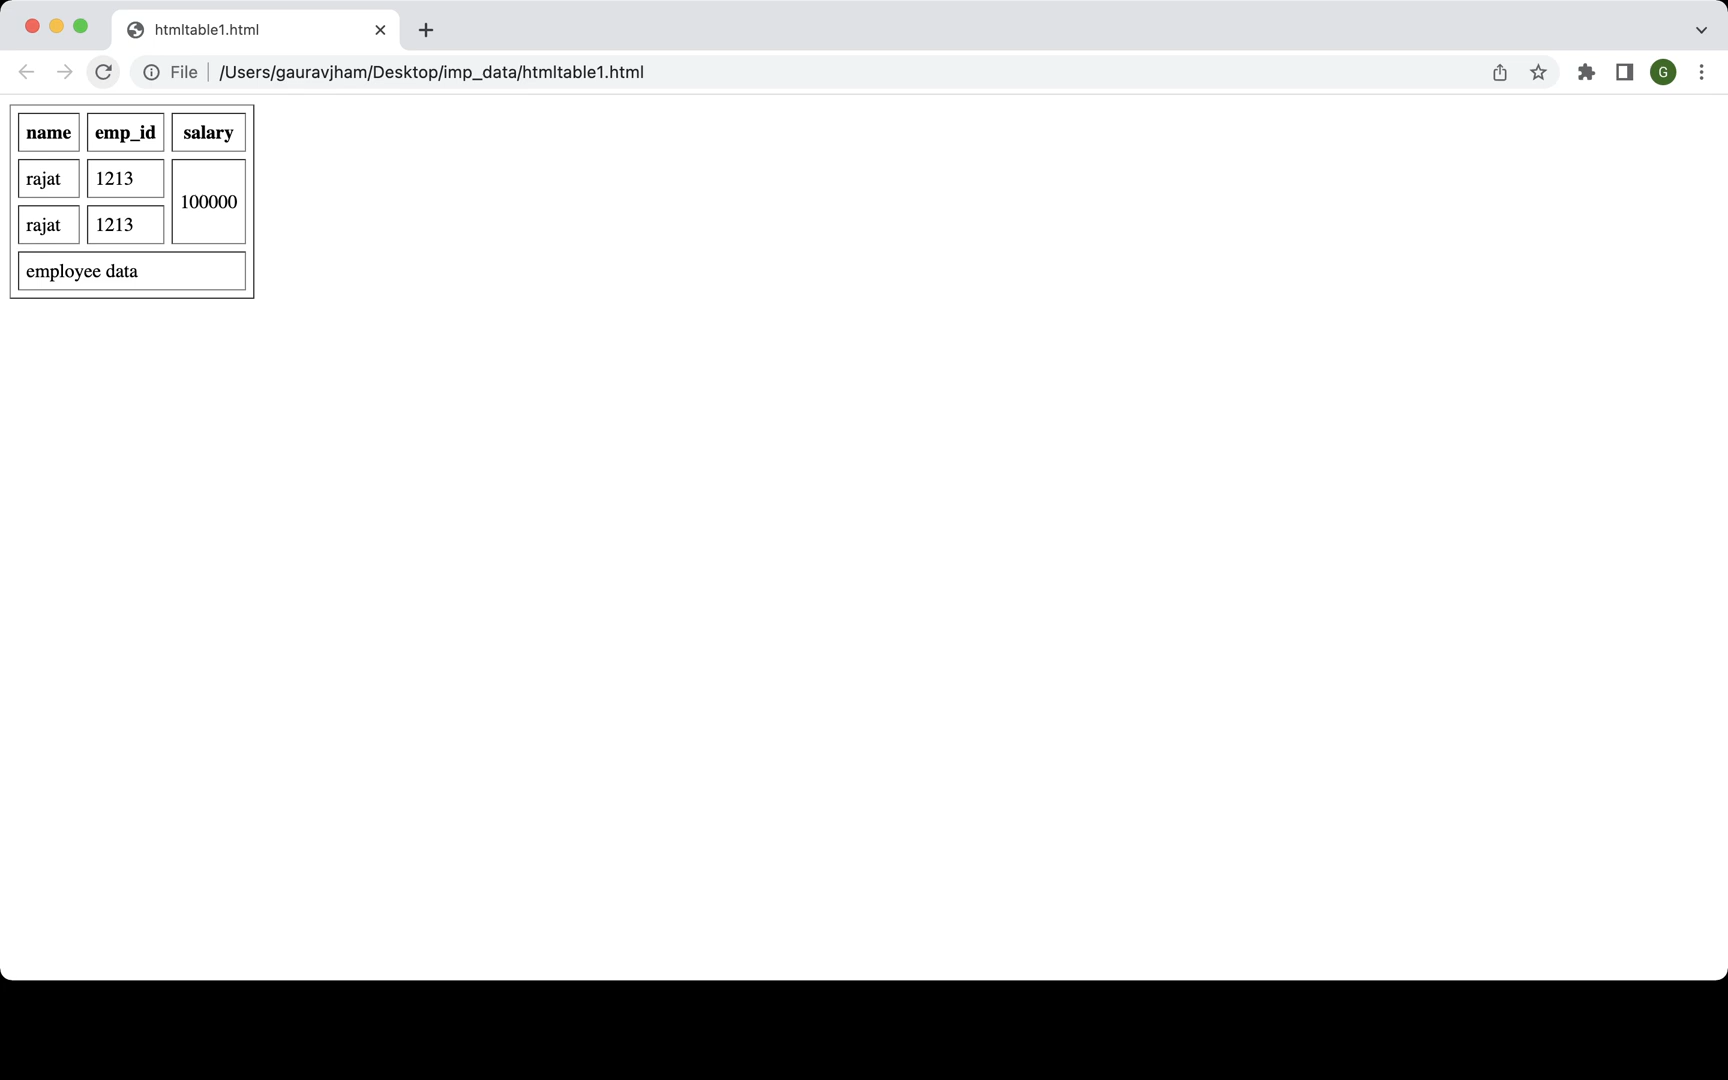 htmltable1.html
File /Users/gauravjham/Desktop/imp_data/htmltable1.html
G
name emp_id salary
rajat 1213
100000
rajat 1213
employee data